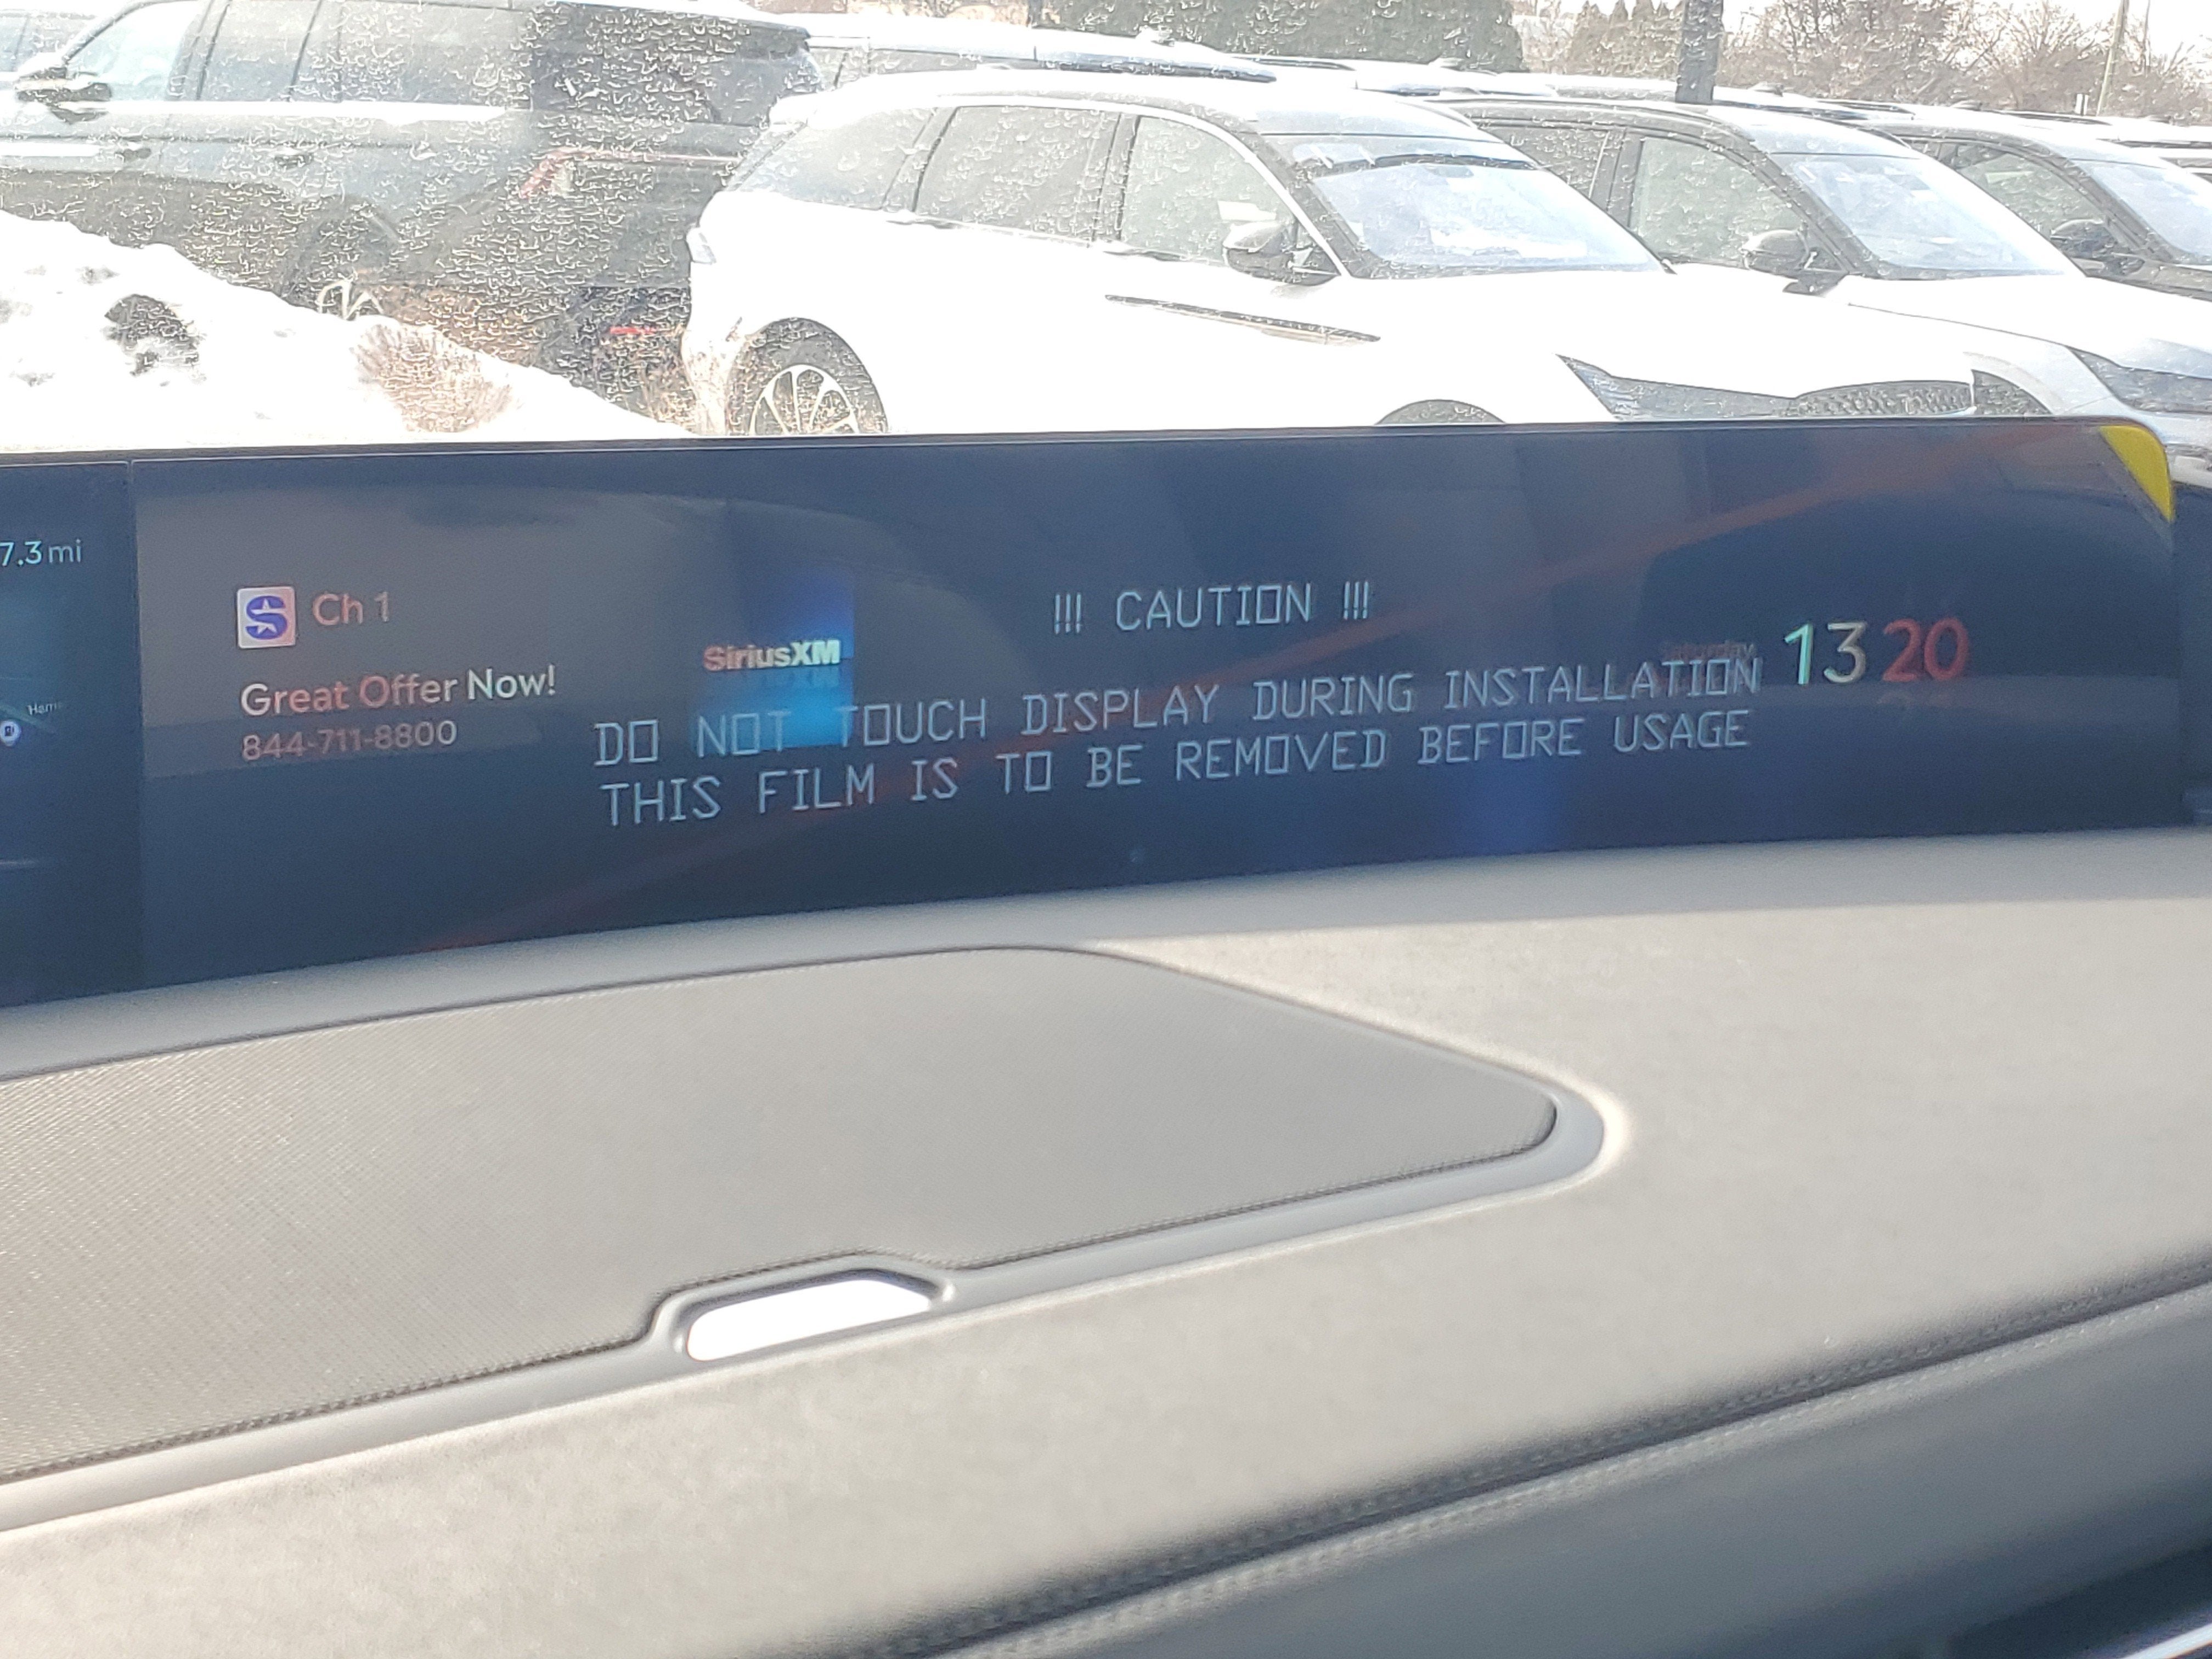 7.3 mi
Ch 1
Great Offer Now!
844-711-8800
SiriusXM
!!! CAUTION !!!
DO NOT TOUCH DISPLAY DURING INSTALLATION
THIS FILM IS TO BE REMOVED BEFORE USAGE
Saturday
13 20